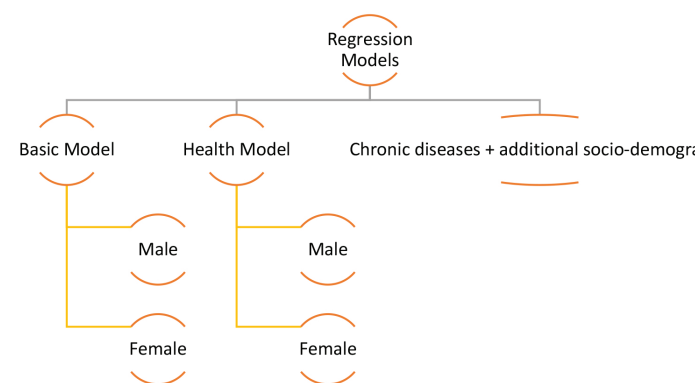 Regression
Models
Basic Model
Health Model
Chronic diseases + additional socio-demogra
Male
Male
Female
Female